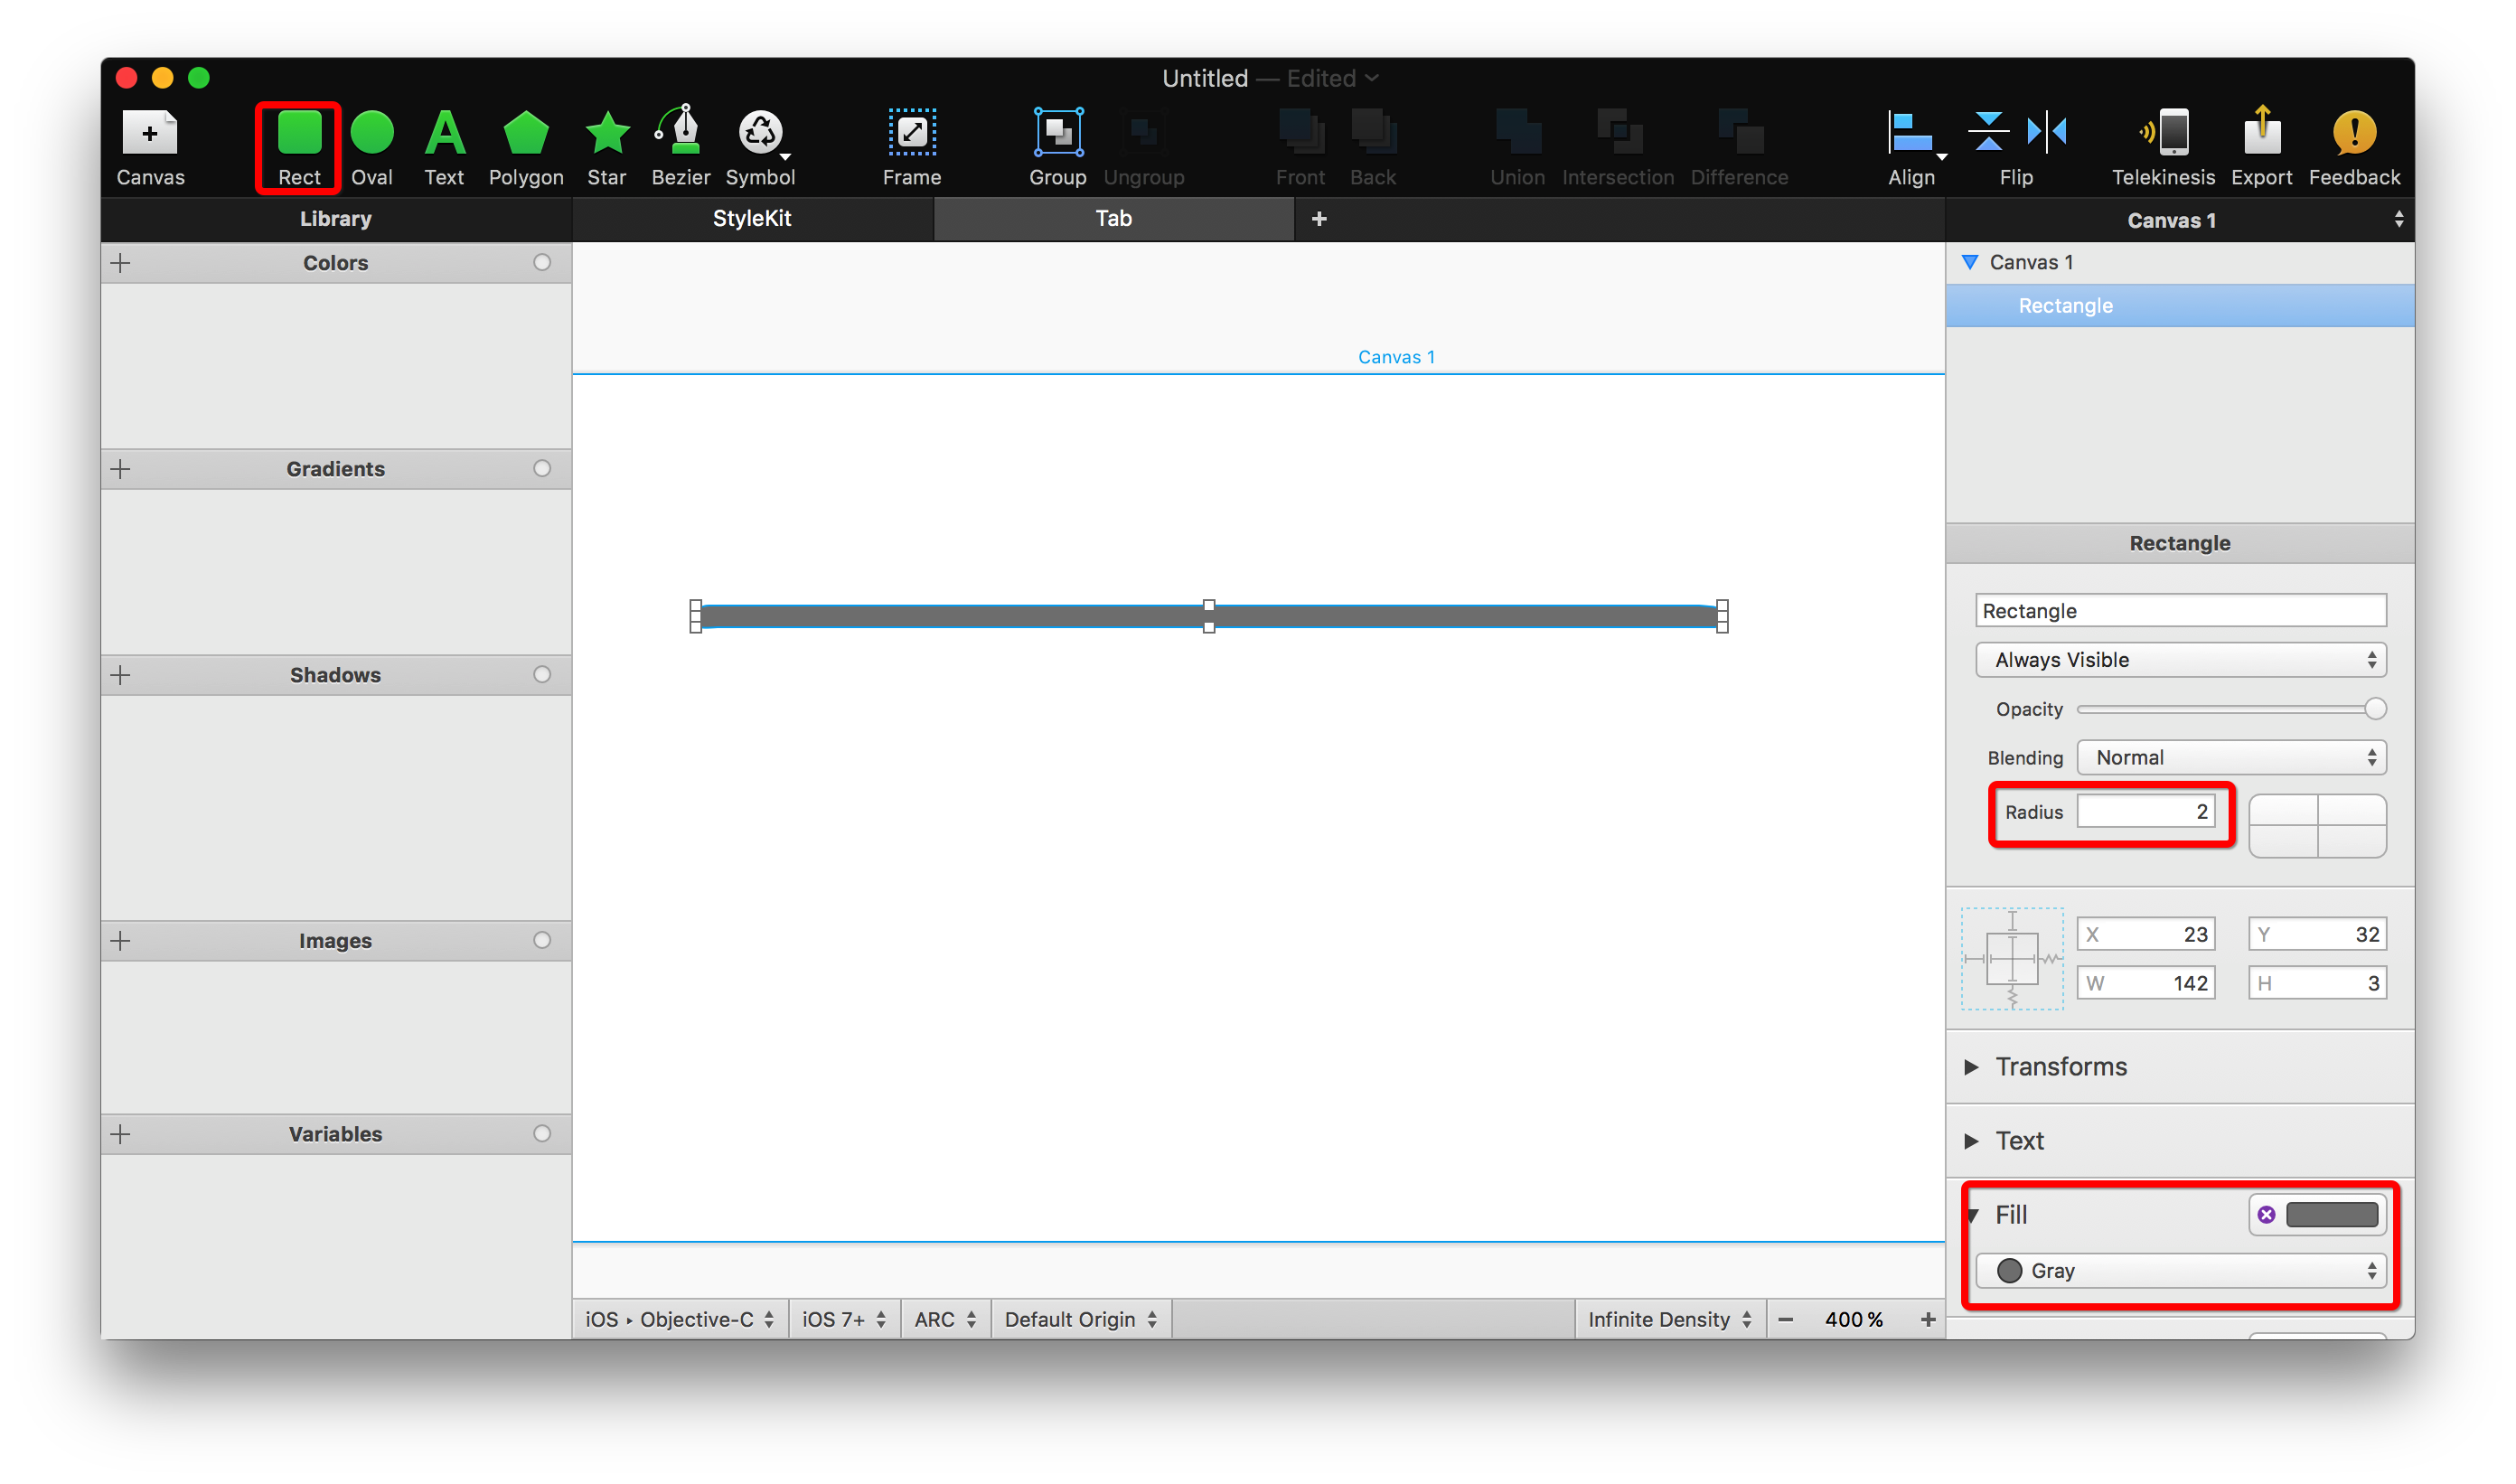 Untitled — Edited
Canvas Rect Oval Text Polygon Star Bezier Symbol Frame Group Ungroup Front Back Union Intersection Difference Align Flip Telekinesis Export Feedback
Library StyleKit Tab + Canvas 1
Colors
Gradients
Shadows
Images
Variables
Canvas 1
Canvas 1
Rectangle
Rectangle
Rectangle
Always Visible
Opacity
Blending Normal
Radius 2
X 23 Y 32
W 142 H 3
Transforms
Text
Fill
Gray
iOS ▸ Objective-C iOS 7+ ARC Default Origin Infinite Density − 400% +